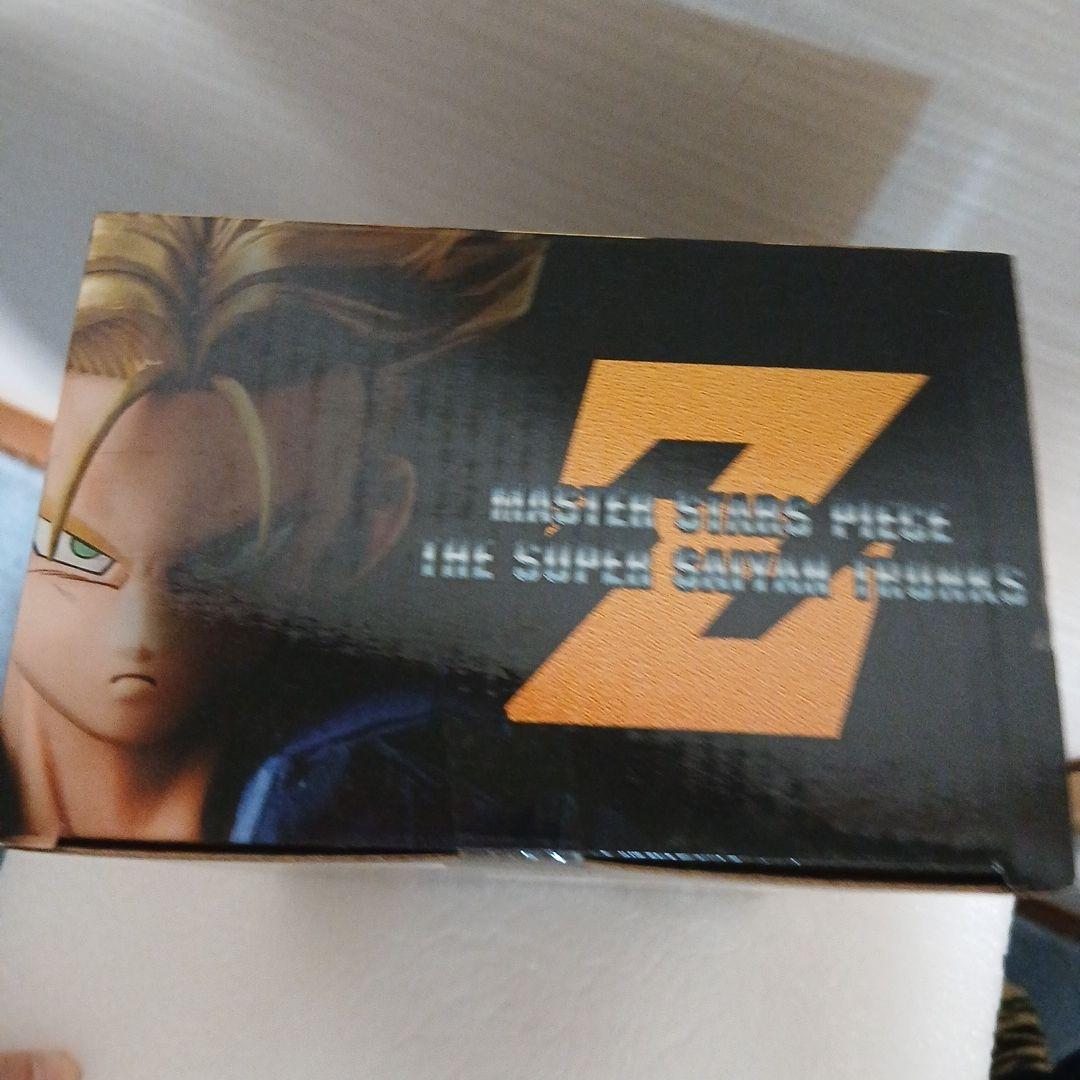 Z
MASTER STARS PIECE
THE SUPER SAIYAN TRUNKS